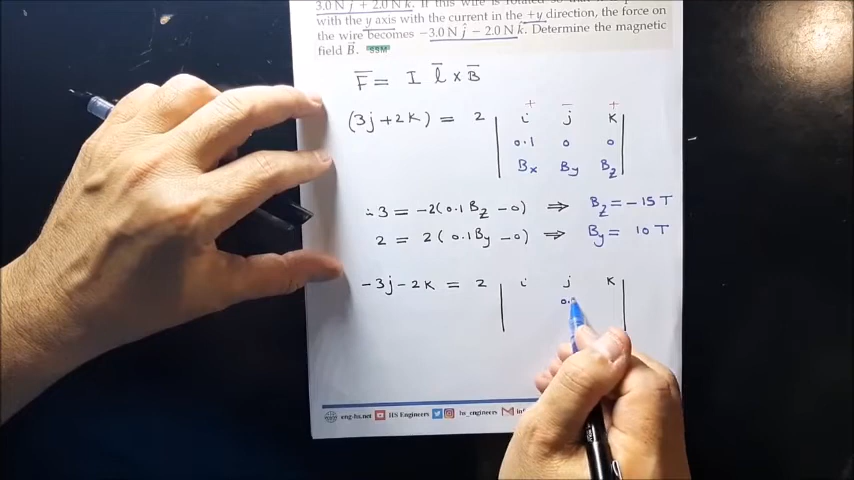 3.0 N ĵ + 2.0 N k̂. If this wire is rotated so that
with the y axis with the current in the +y direction, the force on
the wire becomes −3.0 N ĵ − 2.0 N k̂. Determine the magnetic
field B⃗. SSM
F̅ = I l̅ × B̅
+ − +
(3j + 2K) = 2 | i j K
0.1 0 0
Bx By Bz |
∴ 3 = -2(0.1Bz - 0) ⟹ Bz = -15 T
2 = 2 (0.1By - 0) ⟹ By = 10 T
-3j - 2K = 2 | i j K |
0.
eng-hs.net HS Engineers hs_engineers